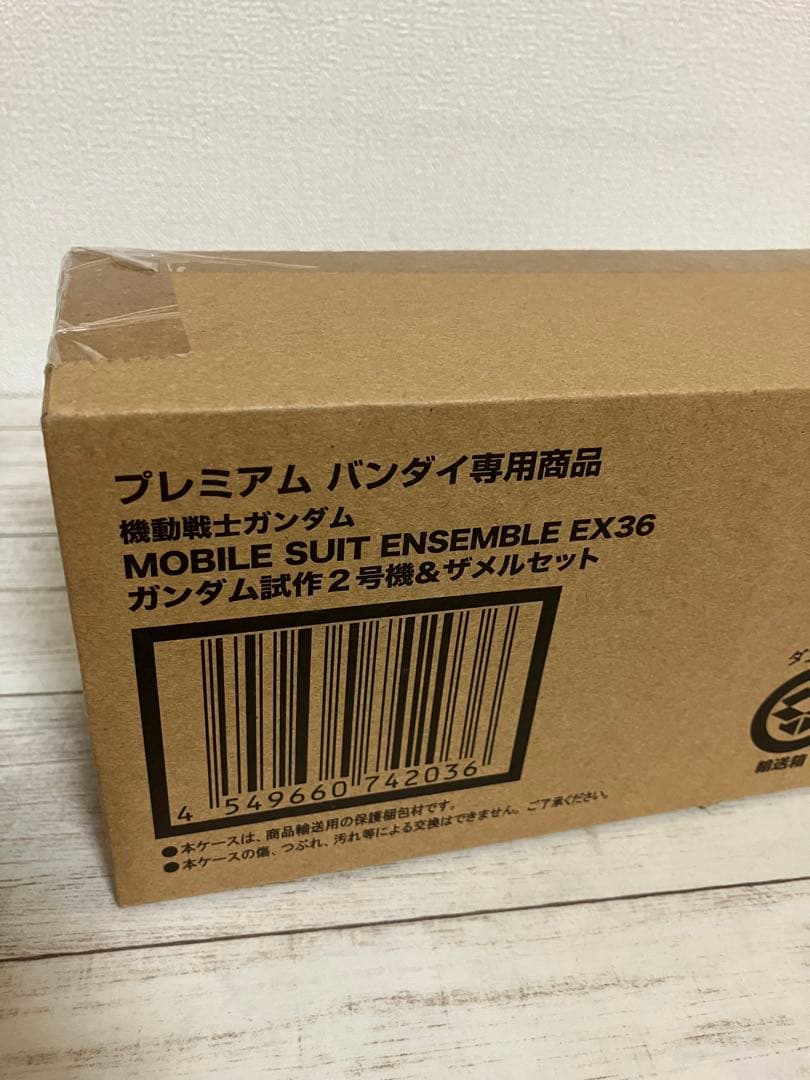 プレミアム バンダイ専用商品
機動戦士ガンダム
MOBILE SUIT ENSEMBLE EX36
ガンダム試作2号機&ザメルセット
4 549660 742036
●本ケースは、商品輸送用の保護梱包材です。
●本ケースの傷、つぶれ、汚れ等による交換はできません。ご了承ください。
ダ
輸送箱